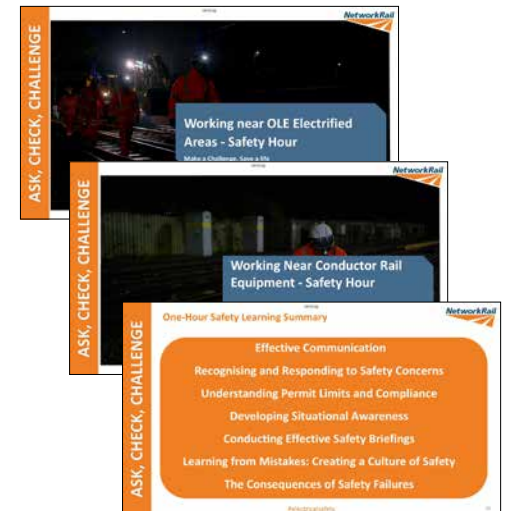 NetworkRail
ASK, CHECK, CHALLENGE
Working near OLE Electrified
Areas - Safety Hour
Make a Challenge, Save a life
NetworkRail
ASK, CHECK, CHALLENGE
Working Near Conductor Rail
Equipment - Safety Hour
NetworkRail
ASK, CHECK, CHALLENGE
One-Hour Safety Learning Summary
Effective Communication
Recognising and Responding to Safety Concerns
Understanding Permit Limits and Compliance
Developing Situational Awareness
Conducting Effective Safety Briefings
Learning from Mistakes: Creating a Culture of Safety
The Consequences of Safety Failures
#electricalsafety